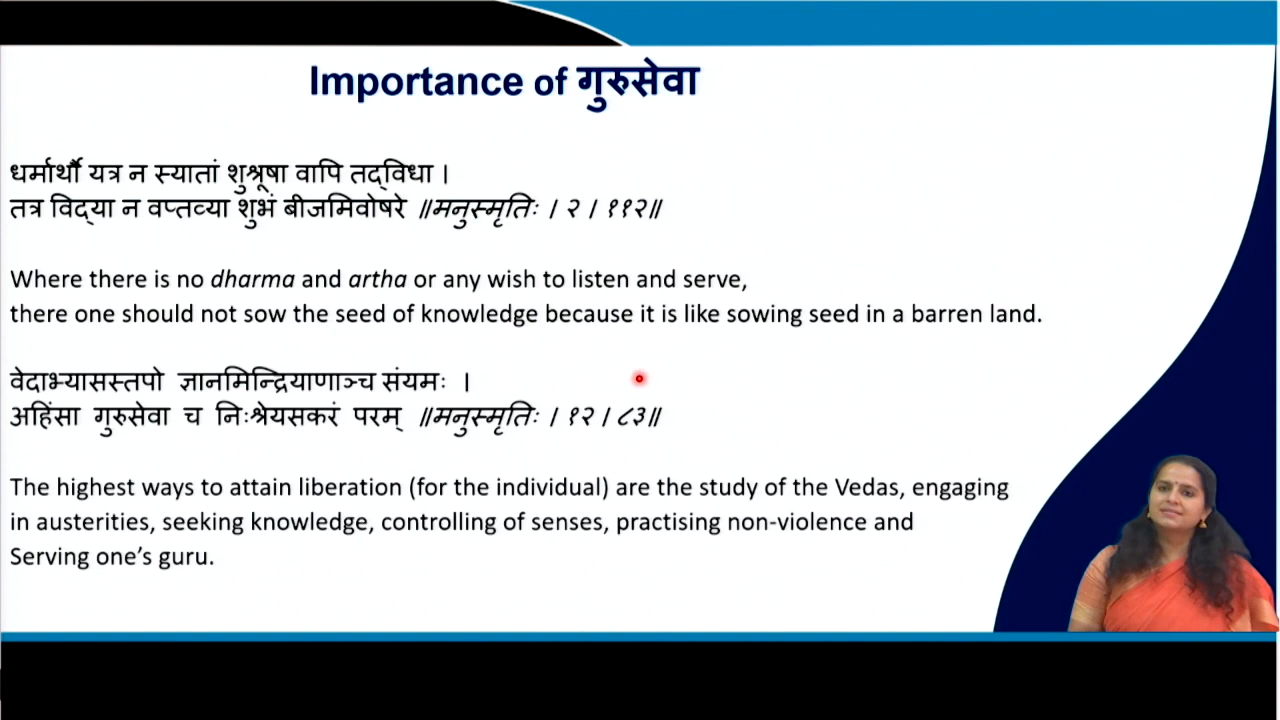 Importance of गुरुसेवा
धर्मार्थौ यत्र न स्यातां शुश्रूषा वापि तद्विधा ।
तत्र विद्या न वप्तव्या शुभं बीजमिवोषरे ॥मनुस्मृतिः । २ । ११२॥
Where there is no dharma and artha or any wish to listen and serve,
there one should not sow the seed of knowledge because it is like sowing seed in a barren land.
वेदाभ्यासस्तपो ज्ञानमिन्द्रियाणाञ्च संयमः ।
अहिंसा गुरुसेवा च निःश्रेयसकरं परम् ॥मनुस्मृतिः । १२ । ८३॥
The highest ways to attain liberation (for the individual) are the study of the Vedas, engaging
in austerities, seeking knowledge, controlling of senses, practising non-violence and
Serving one’s guru.